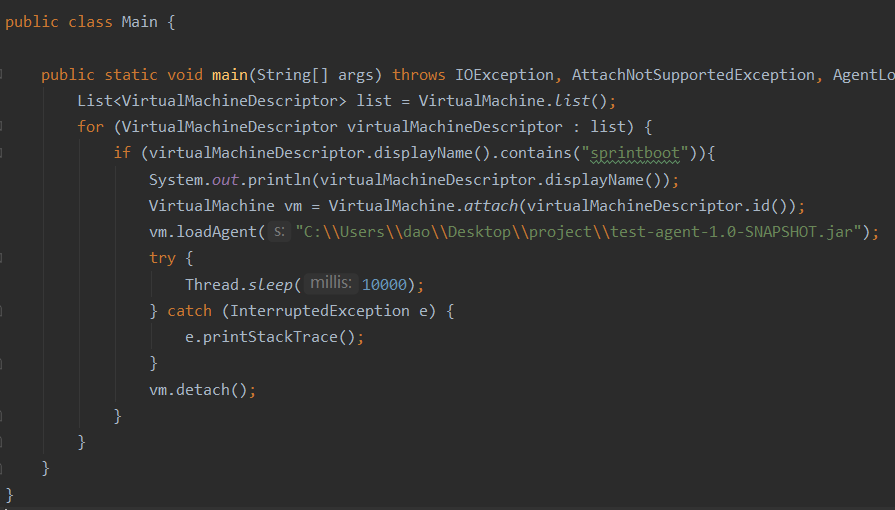 public class Main {
public static void main(String[] args) throws IOException, AttachNotSupportedException, AgentLo
List<VirtualMachineDescriptor> list = VirtualMachine.list();
for (VirtualMachineDescriptor virtualMachineDescriptor : list) {
if (virtualMachineDescriptor.displayName().contains("sprintboot")){
System.out.println(virtualMachineDescriptor.displayName());
VirtualMachine vm = VirtualMachine.attach(virtualMachineDescriptor.id());
vm.loadAgent( s: "C:\\Users\\dao\\Desktop\\project\\test-agent-1.0-SNAPSHOT.jar");
try {
Thread.sleep( millis: 10000);
} catch (InterruptedException e) {
e.printStackTrace();
}
vm.detach();
}
}
}
}